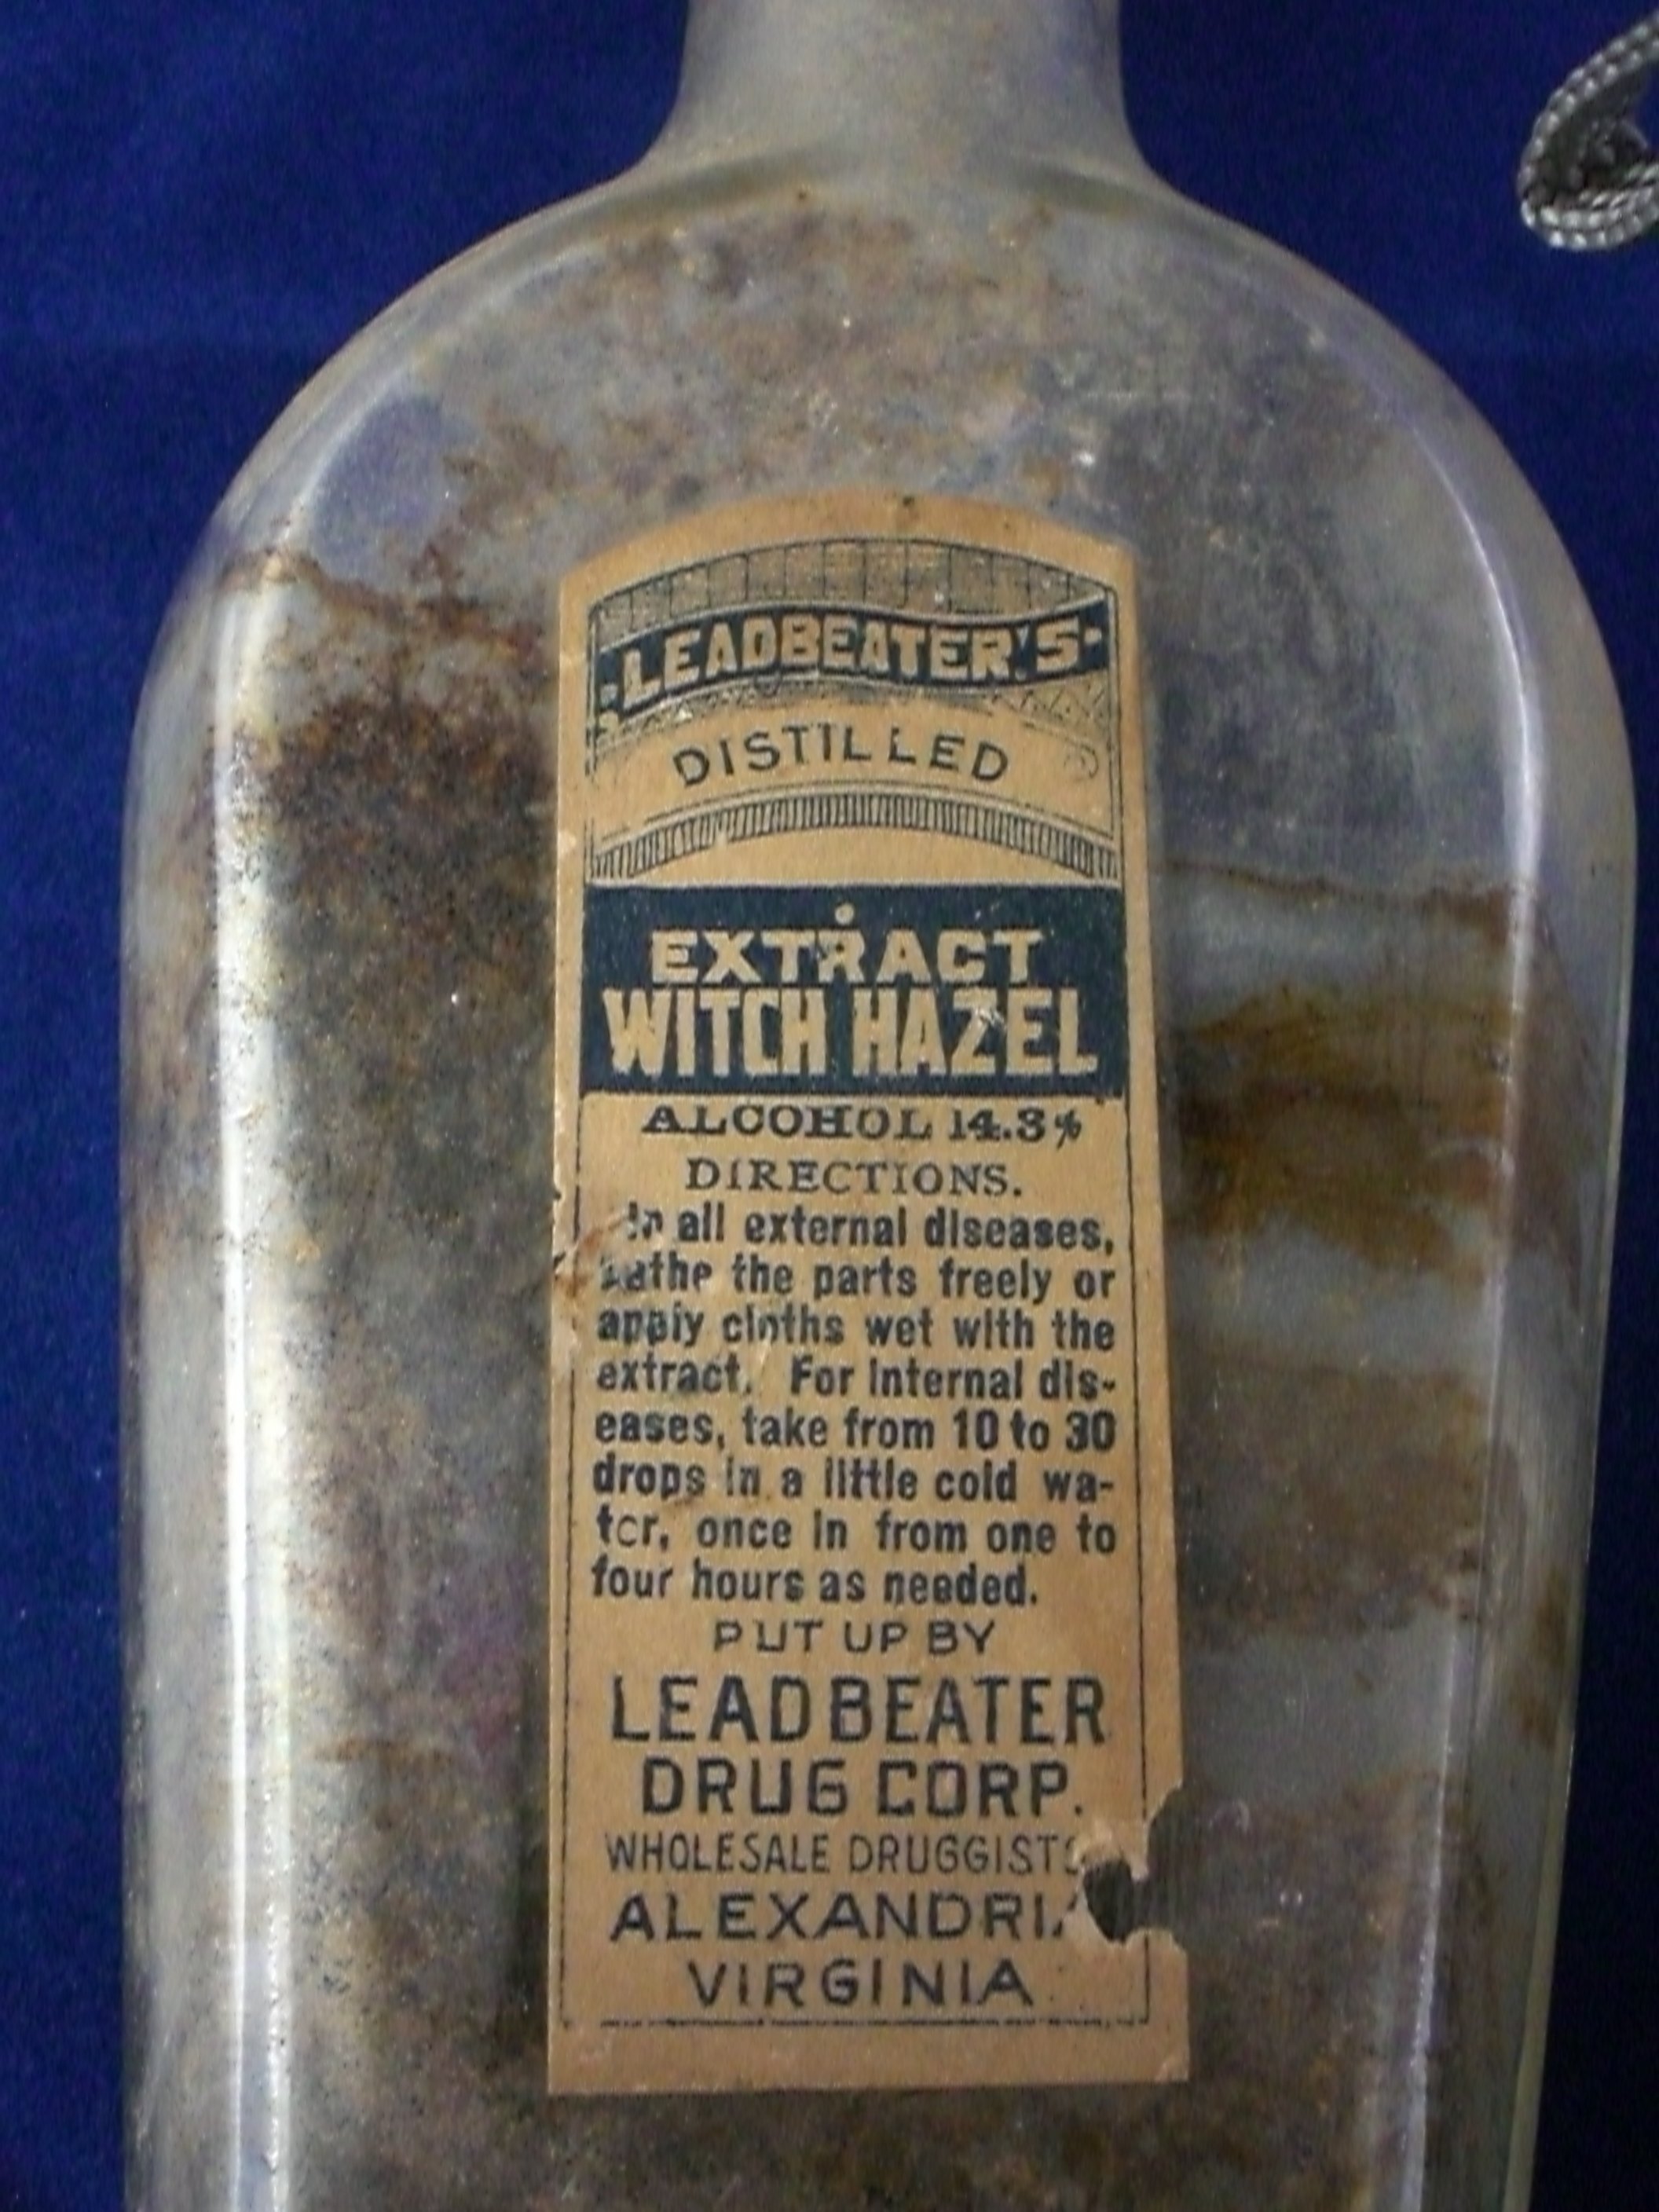 LEADBEATER'S
DISTILLED
EXTRACT
WITCH HAZEL
ALCOHOL 14.3%
DIRECTIONS.
In all external diseases,
bathe the parts freely or
apply cloths wet with the
extract. For internal dis-
eases, take from 10 to 30
drops in a little cold wa-
ter, once in from one to
four hours as needed.
PUT UP BY
LEADBEATER
DRUG CORP.
WHOLESALE DRUGGISTS
ALEXANDRIA
VIRGINIA